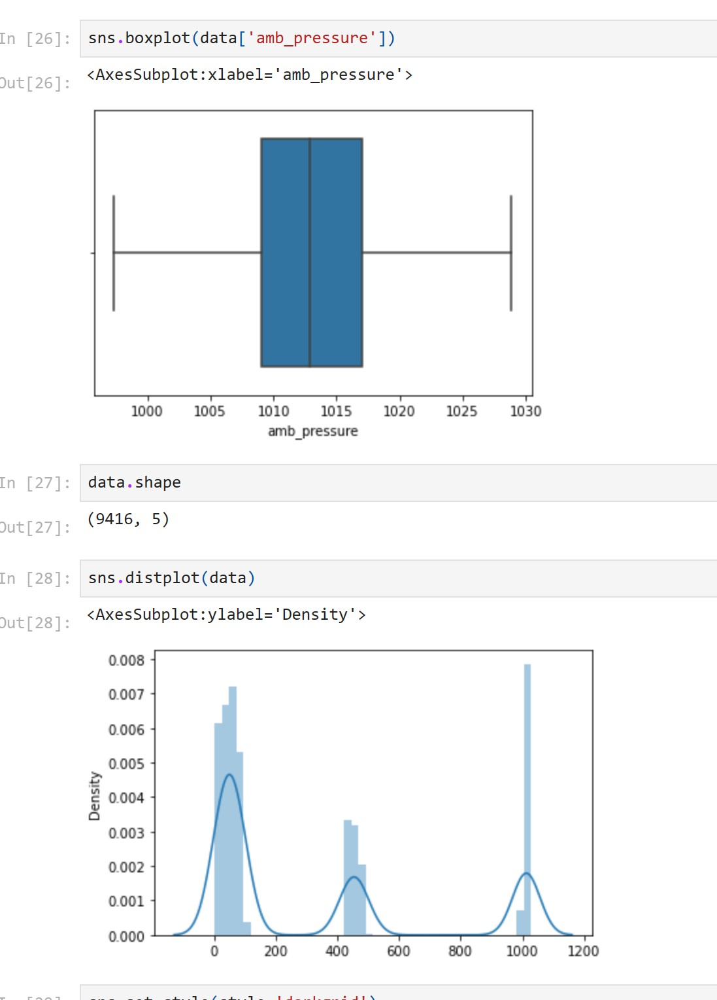 In [26]: sns.boxplot(data['amb_pressure'])
Out[26]: <AxesSubplot:xlabel='amb_pressure'>
1000 1005 1010 1015 1020 1025 1030
amb_pressure
In [27]: data.shape
Out[27]: (9416, 5)
In [28]: sns.distplot(data)
Out[28]: <AxesSubplot:ylabel='Density'>
0.008
0.007
0.006
0.005
0.004
0.003
0.002
0.001
0.000
Density
0 200 400 600 800 1000 1200